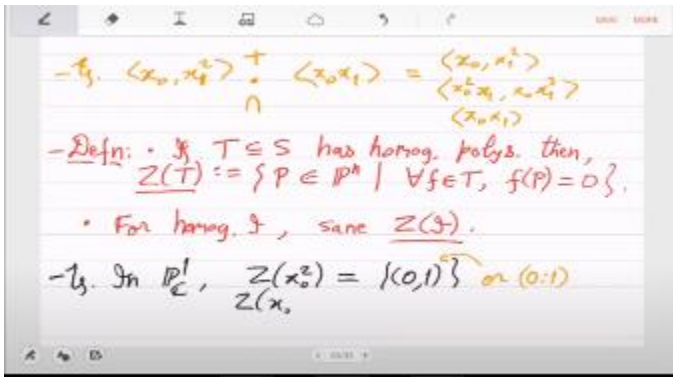 -Eg. ⟨x₀, x₁²⟩ + · ∩ ⟨x₀x₁⟩ = ⟨x₀, x₁²⟩
⟨x₀²x₁, x₀x₁³⟩
⟨x₀x₁⟩
-Defn: · If T ⊆ S has homog. polys. then,
Z(T) := { P ∈ ℙⁿ | ∀f∈T, f(P)=0}.
· For homog. I, same Z(I).
-Eg. In ℙ¹_ℂ, Z(x₀²) = {(0,1)} or (0:1)
Z(x₀